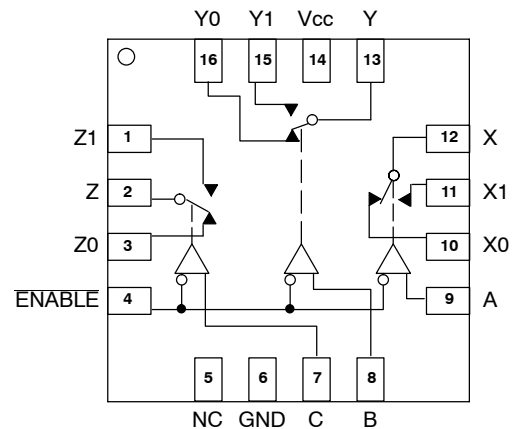 Y0 Y1 Vcc Y
16 15 14 13
Z1 1 12 X
Z 2 11 X1
Z0 3 10 X0
ENABLE 4 9 A
5 6 7 8
NC GND C B